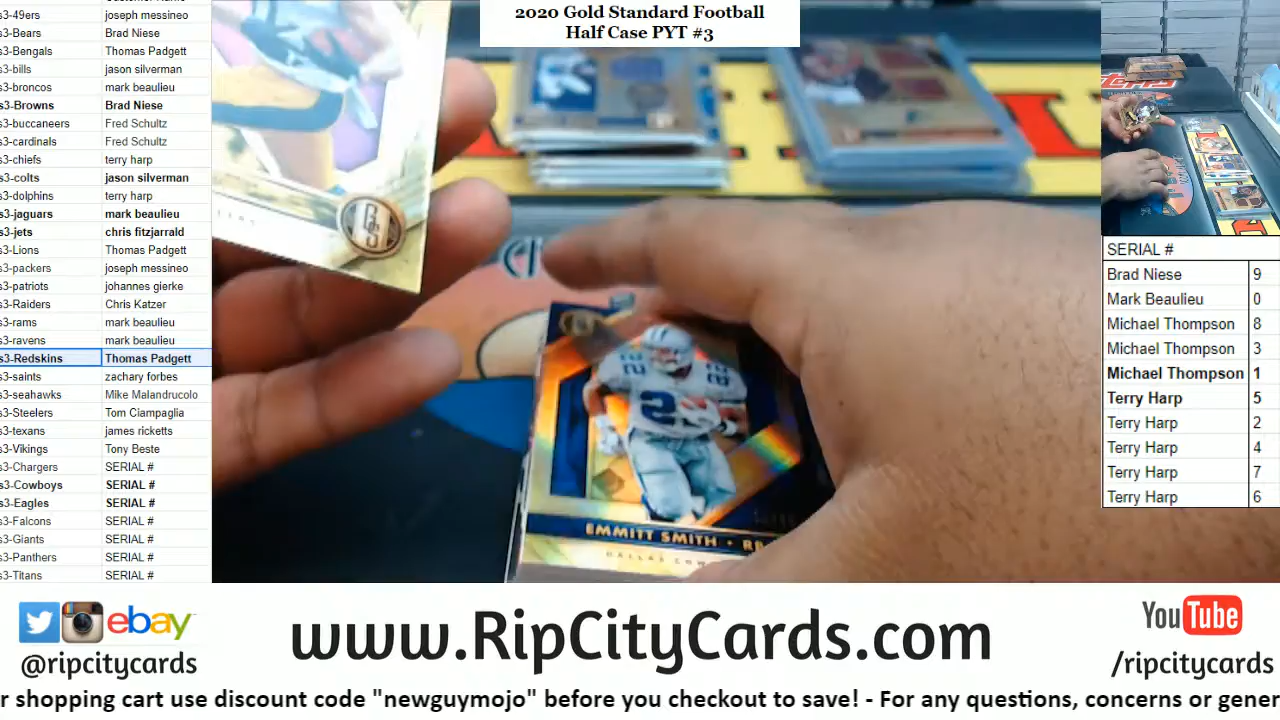 2020 Gold Standard Football
Half Case PYT #3
s3-49ers joseph messineo
s3-Bears Brad Niese
s3-Bengals Thomas Padgett
s3-bills jason silverman
s3-broncos mark beaulieu
s3-Browns Brad Niese
s3-buccaneers Fred Schultz
s3-cardinals Fred Schultz
s3-chiefs terry harp
s3-colts jason silverman
s3-dolphins terry harp
s3-jaguars mark beaulieu
s3-jets chris fitzjarrald
s3-Lions Thomas Padgett
s3-packers joseph messineo
s3-patriots johannes gierke
s3-Raiders Chris Katzer
s3-rams mark beaulieu
s3-ravens mark beaulieu
s3-Redskins Thomas Padgett
s3-saints zachary forbes
s3-seahawks Mike Malandrucolo
s3-Steelers Tom Ciampaglia
s3-texans james ricketts
s3-Vikings Tony Beste
s3-Chargers SERIAL #
s3-Cowboys SERIAL #
s3-Eagles SERIAL #
s3-Falcons SERIAL #
s3-Giants SERIAL #
s3-Panthers SERIAL #
s3-Titans SERIAL #
22
2
EMMITT SMITH • RB
SERIAL #
Brad Niese 9
Mark Beaulieu 0
Michael Thompson 8
Michael Thompson 3
Michael Thompson 1
Terry Harp 5
Terry Harp 2
Terry Harp 4
Terry Harp 7
Terry Harp 6
ebay
@ripcitycards
www.RipCityCards.com
YouTube
/ripcitycards
r shopping cart use discount code "newguymojo" before you checkout to save! - For any questions, concerns or gener